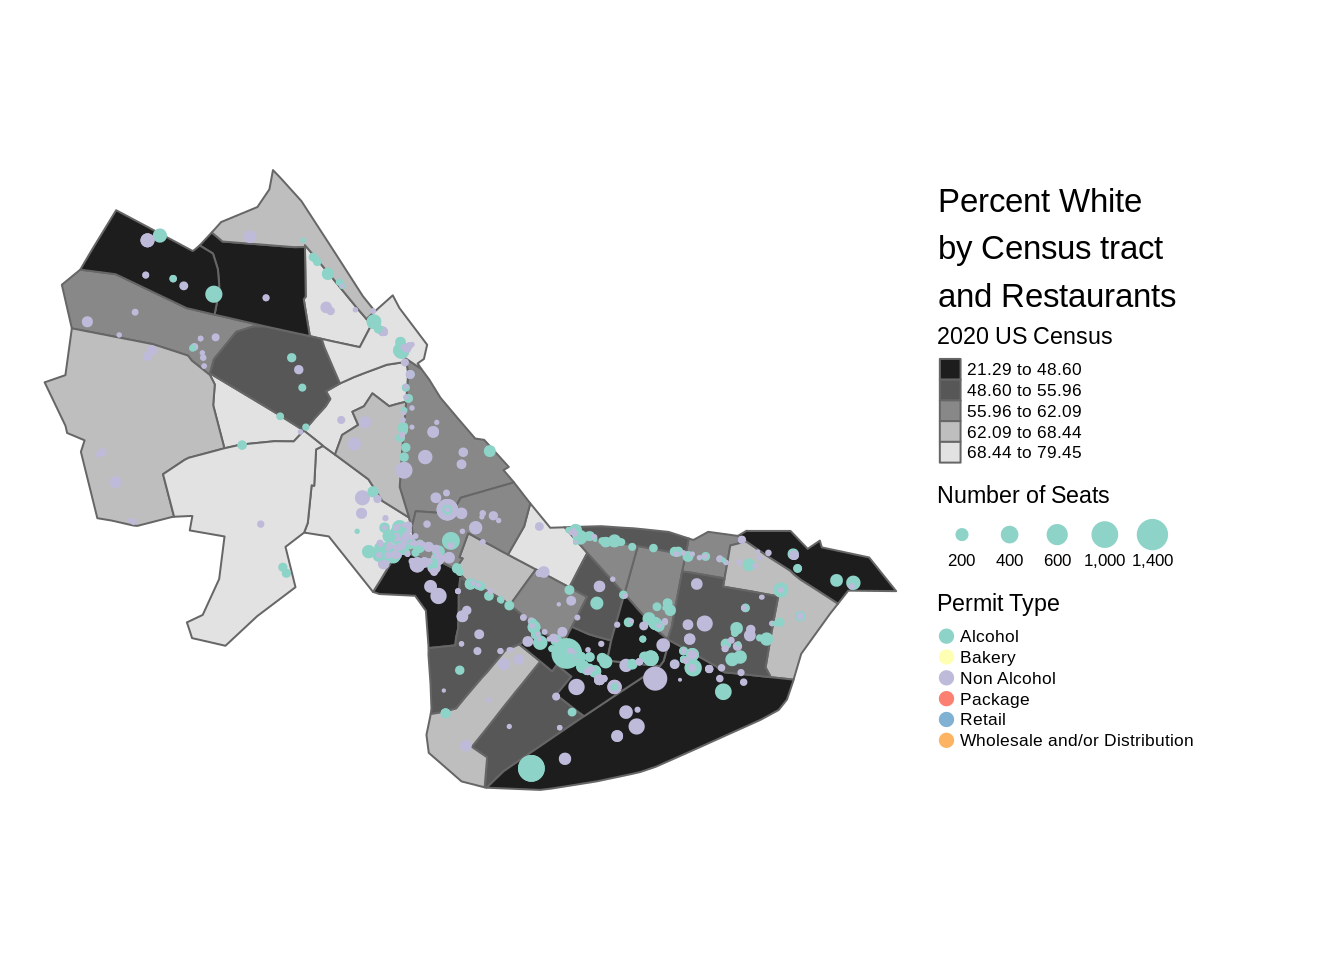 Percent White
by Census tract
and Restaurants
2020 US Census
21.29 to 48.60
48.60 to 55.96
55.96 to 62.09
62.09 to 68.44
68.44 to 79.45
Number of Seats
200 400 600 1,000 1,400
Permit Type
Alcohol
Bakery
Non Alcohol
Package
Retail
Wholesale and/or Distribution